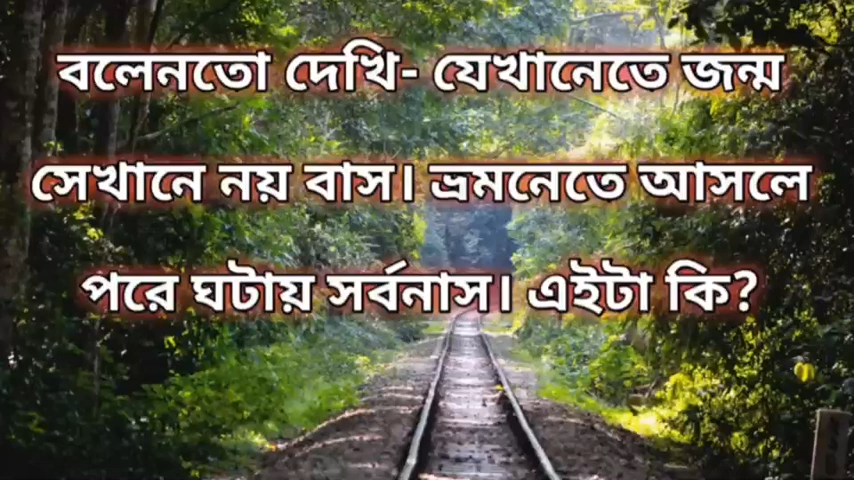 বলেনতো দেখি- যেখানেতে জন্ম
সেখানে নয় বাস। ভ্রমনেতে আসলে
পরে ঘটায় সর্বনাস। এইটা কি?